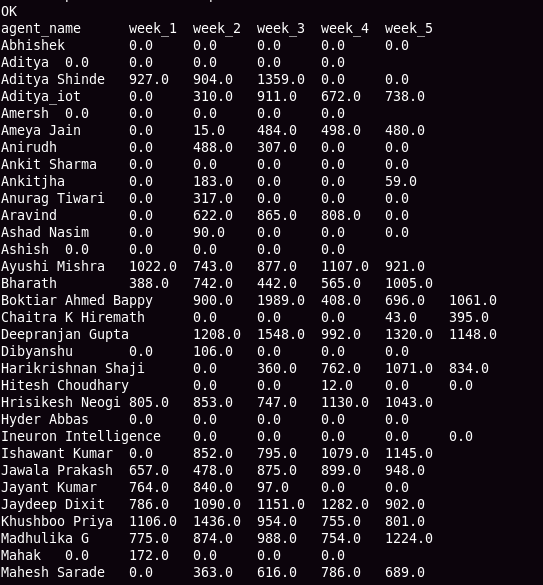 OK
agent_name week_1 week_2 week_3 week_4 week_5
Abhishek 0.0 0.0 0.0 0.0 0.0
Aditya 0.0 0.0 0.0 0.0 0.0
Aditya Shinde 927.0 904.0 1359.0 0.0 0.0
Aditya_iot 0.0 310.0 911.0 672.0 738.0
Amersh 0.0 0.0 0.0 0.0 0.0
Ameya Jain 0.0 15.0 484.0 498.0 480.0
Anirudh 0.0 488.0 307.0 0.0 0.0
Ankit Sharma 0.0 0.0 0.0 0.0 0.0
Ankitjha 0.0 183.0 0.0 0.0 59.0
Anurag Tiwari 0.0 317.0 0.0 0.0 0.0
Aravind 0.0 622.0 865.0 808.0 0.0
Ashad Nasim 0.0 90.0 0.0 0.0 0.0
Ashish 0.0 0.0 0.0 0.0 0.0
Ayushi Mishra 1022.0 743.0 877.0 1107.0 921.0
Bharath 388.0 742.0 442.0 565.0 1005.0
Boktiar Ahmed Bappy 900.0 1989.0 408.0 696.0 1061.0
Chaitra K Hiremath 0.0 0.0 0.0 43.0 395.0
Deepranjan Gupta 1208.0 1548.0 992.0 1320.0 1148.0
Dibyanshu 0.0 106.0 0.0 0.0 0.0
Harikrishnan Shaji 0.0 360.0 762.0 1071.0 834.0
Hitesh Choudhary 0.0 0.0 12.0 0.0 0.0
Hrisikesh Neogi 805.0 853.0 747.0 1130.0 1043.0
Hyder Abbas 0.0 0.0 0.0 0.0 0.0
Ineuron Intelligence 0.0 0.0 0.0 0.0 0.0
Ishawant Kumar 0.0 852.0 795.0 1079.0 1145.0
Jawala Prakash 657.0 478.0 875.0 899.0 948.0
Jayant Kumar 764.0 840.0 97.0 0.0 0.0
Jaydeep Dixit 786.0 1090.0 1151.0 1282.0 902.0
Khushboo Priya 1106.0 1436.0 954.0 755.0 801.0
Madhulika G 775.0 874.0 988.0 754.0 1224.0
Mahak 0.0 172.0 0.0 0.0 0.0
Mahesh Sarade 0.0 363.0 616.0 786.0 689.0